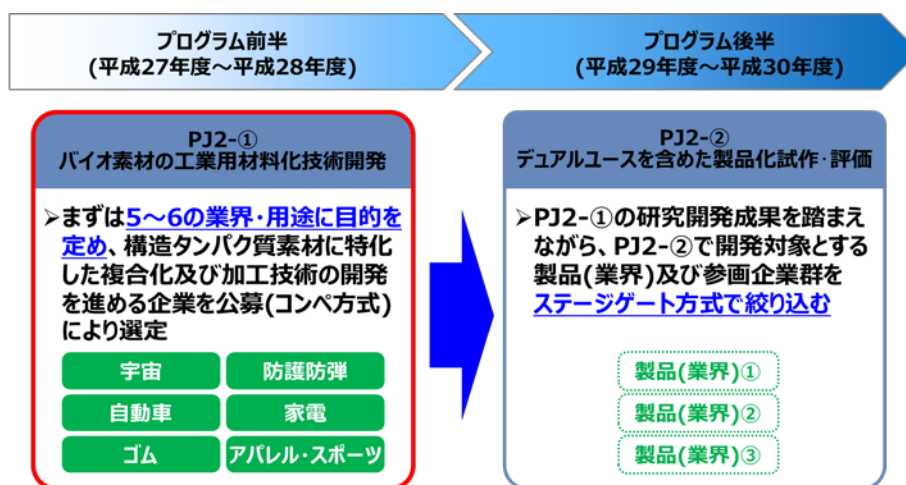 プログラム前半
(平成27年度～平成28年度)
プログラム後半
(平成29年度～平成30年度)
PJ2-①
バイオ素材の工業用材料化技術開発
➢まずは5～6の業界･用途に目的を
定め、構造タンパク質素材に特化
した複合化及び加工技術の開発
を進める企業を公募(コンペ方式)
により選定
宇宙
防護防弾
自動車
家電
ゴム
アパレル･スポーツ
PJ2-②
デュアルユースを含めた製品化試作･評価
➢PJ2-①の研究開発成果を踏まえ
ながら、PJ2-②で開発対象とする
製品(業界)及び参画企業群を
ステージゲート方式で絞り込む
製品(業界)①
製品(業界)②
製品(業界)③